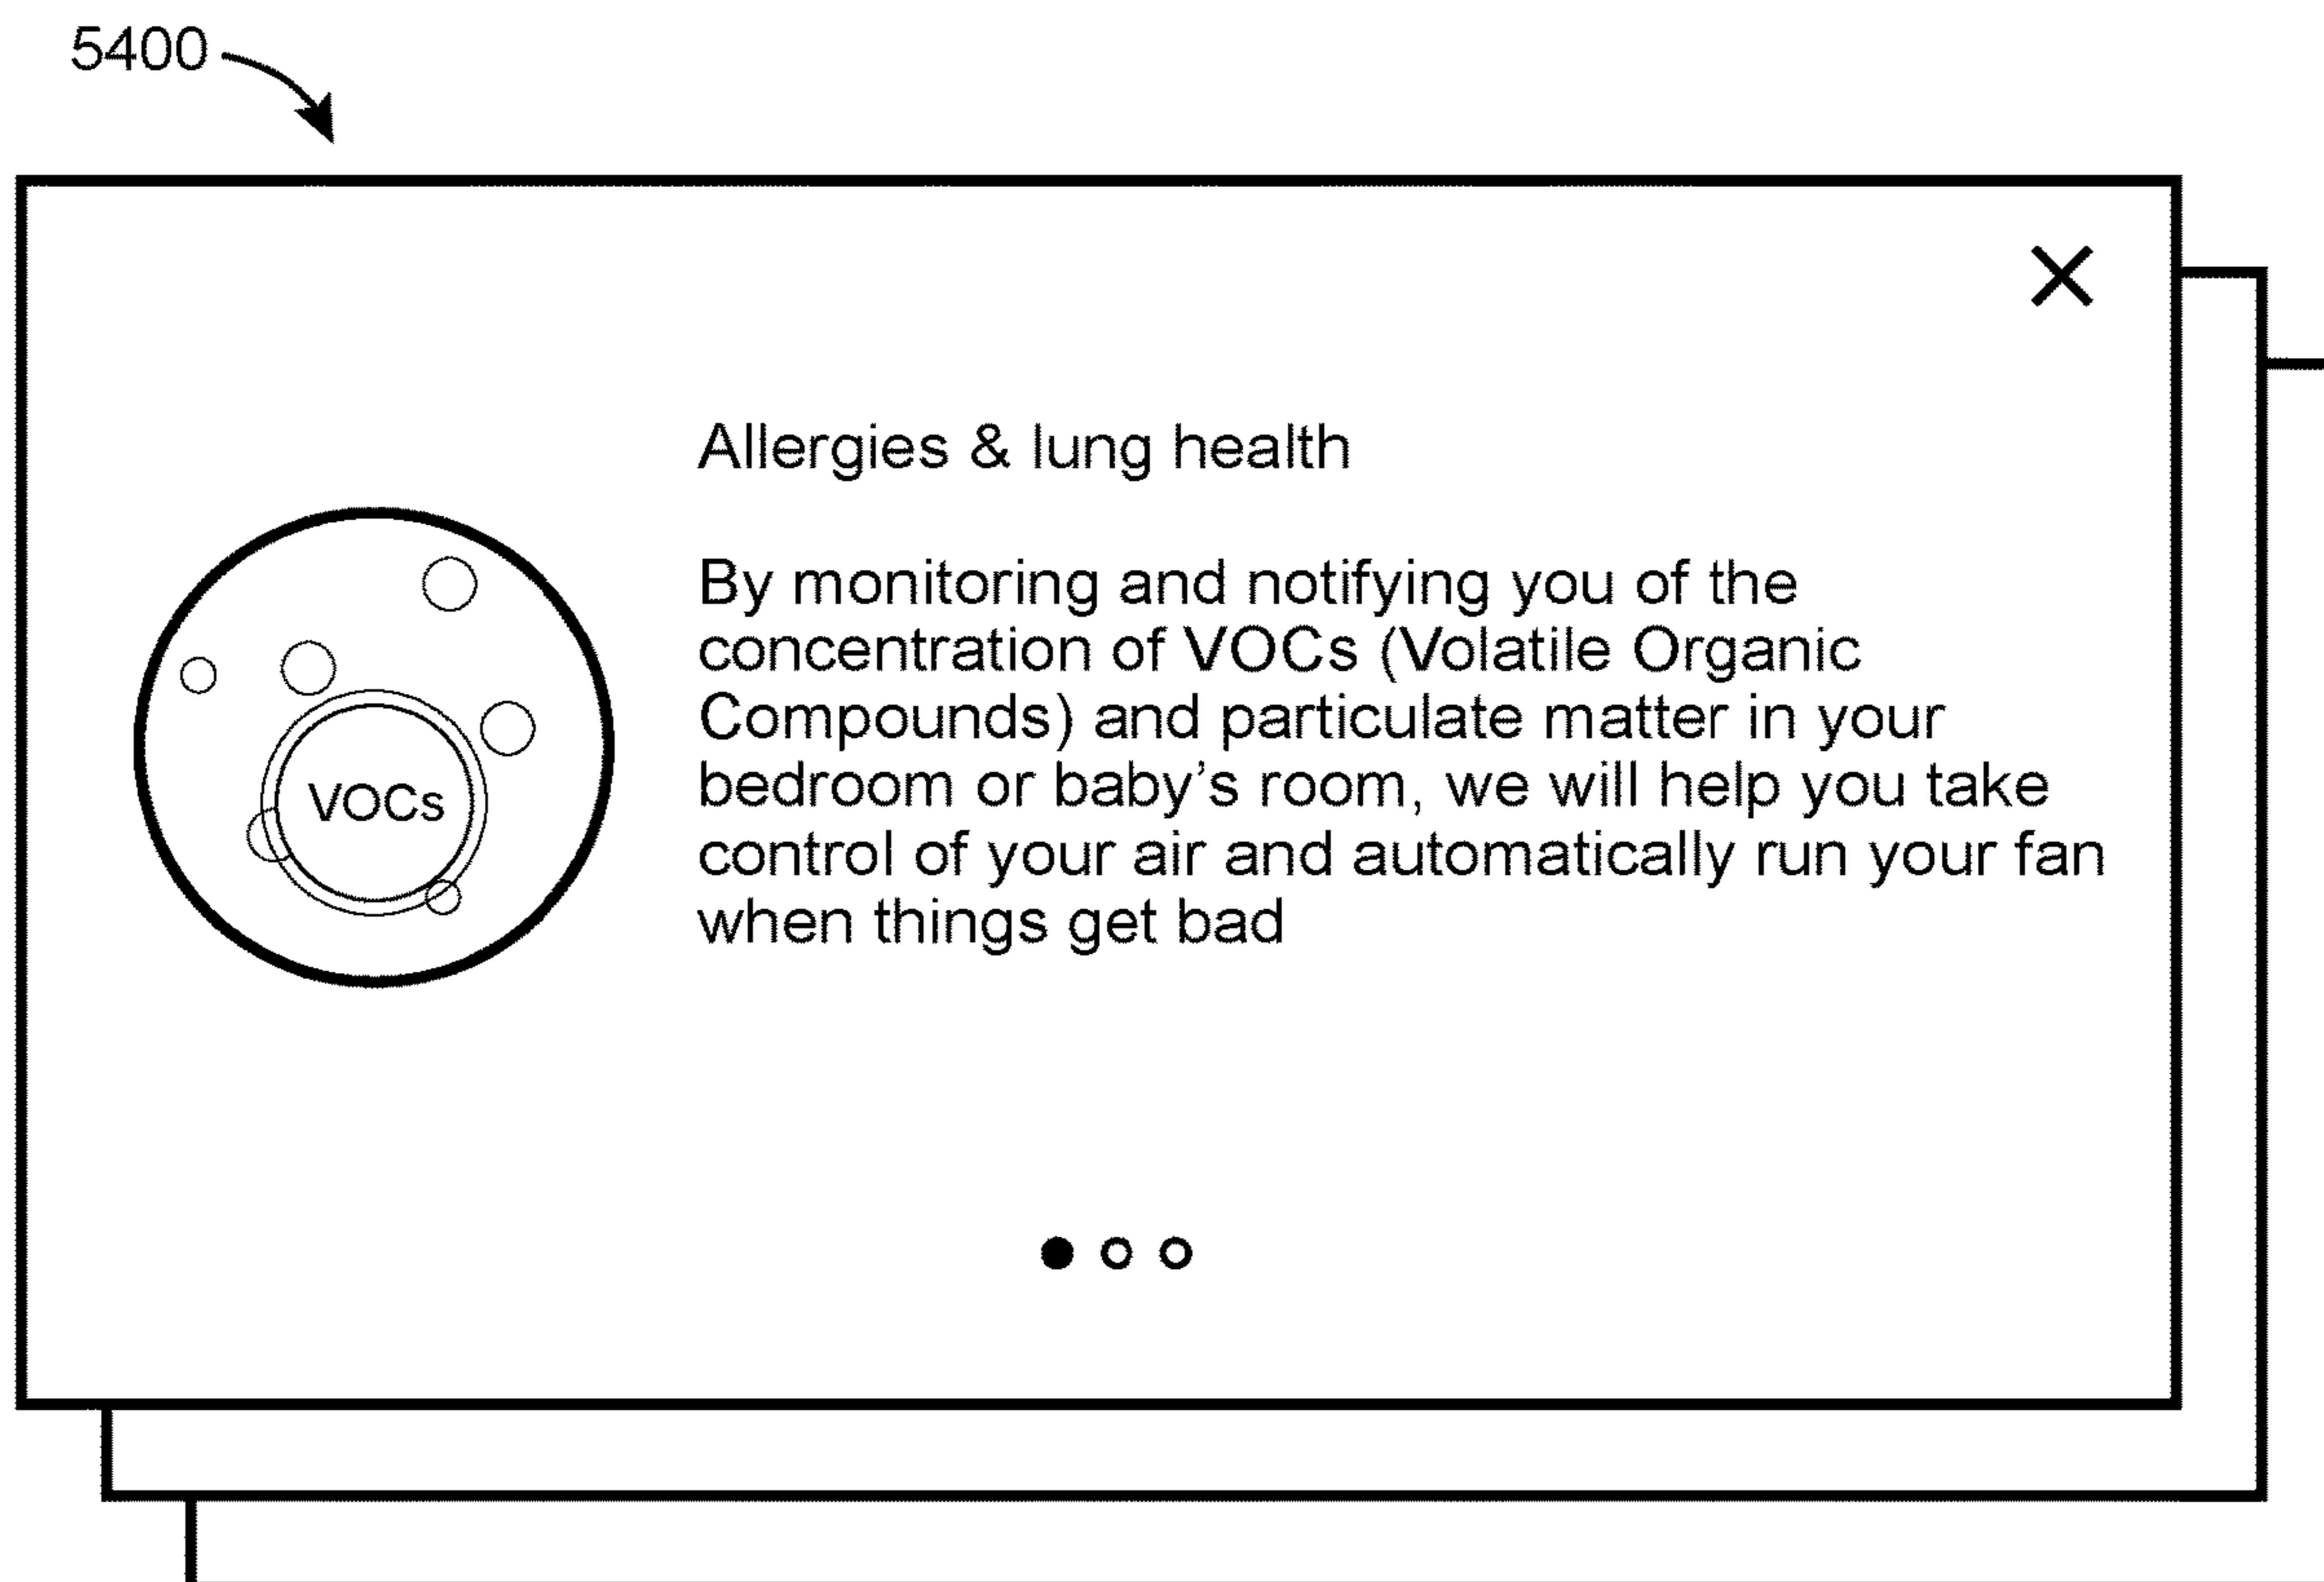 5400
Allergies & lung health
By monitoring and notifying you of the
concentration of VOCs (Volatile Organic
Compounds) and particulate matter in your
bedroom or baby’s room, we will help you take
control of your air and automatically run your fan
when things get bad
VOCs